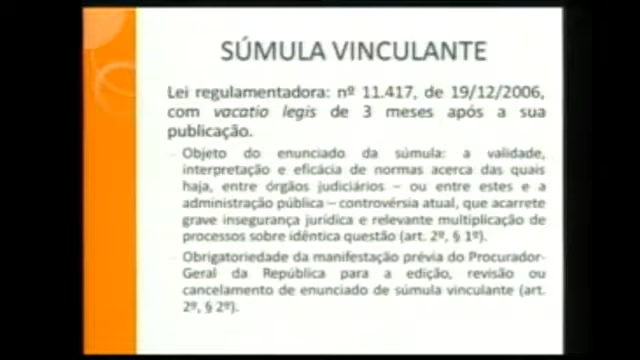 SÚMULA VINCULANTE
Lei regulamentadora: nº 11.417, de 19/12/2006,
com vacatio legis de 3 meses após a sua
publicação.
– Objeto do enunciado da súmula: a validade,
interpretação e eficácia de normas acerca das quais
haja, entre órgãos judiciários – ou entre estes e a
administração pública – controvérsia atual, que acarrete
grave insegurança jurídica e relevante multiplicação de
processos sobre idêntica questão (art. 2º, § 1º).
– Obrigatoriedade da manifestação prévia do Procurador-
Geral da República para a edição, revisão ou
cancelamento de enunciado de súmula vinculante (art.
2º, § 2º).